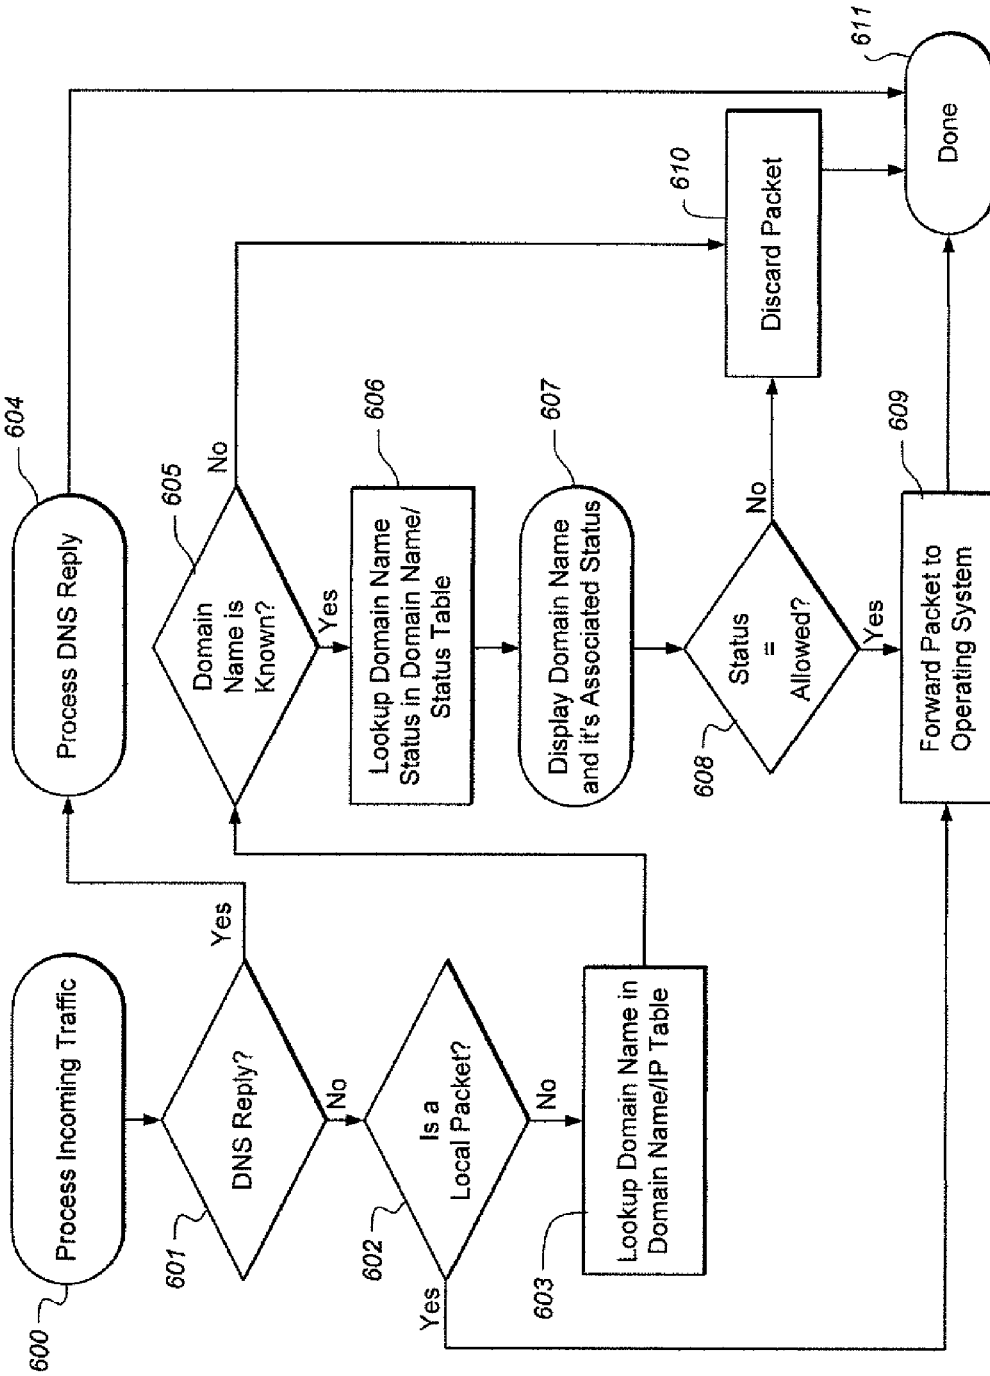 600
Process Incoming Traffic
601
DNS Reply?
Yes
No
602
Is a
Local Packet?
Yes
No
603
Lookup Domain Name in
Domain Name/IP Table
604
Process DNS Reply
605
Domain
Name is
Known?
No
Yes
606
Lookup Domain Name
Status in Domain Name/
Status Table
607
Display Domain Name
and it's Associated Status
608
Status
=
Allowed?
No
Yes
609
Forward Packet to
Operating System
610
Discard Packet
611
Done